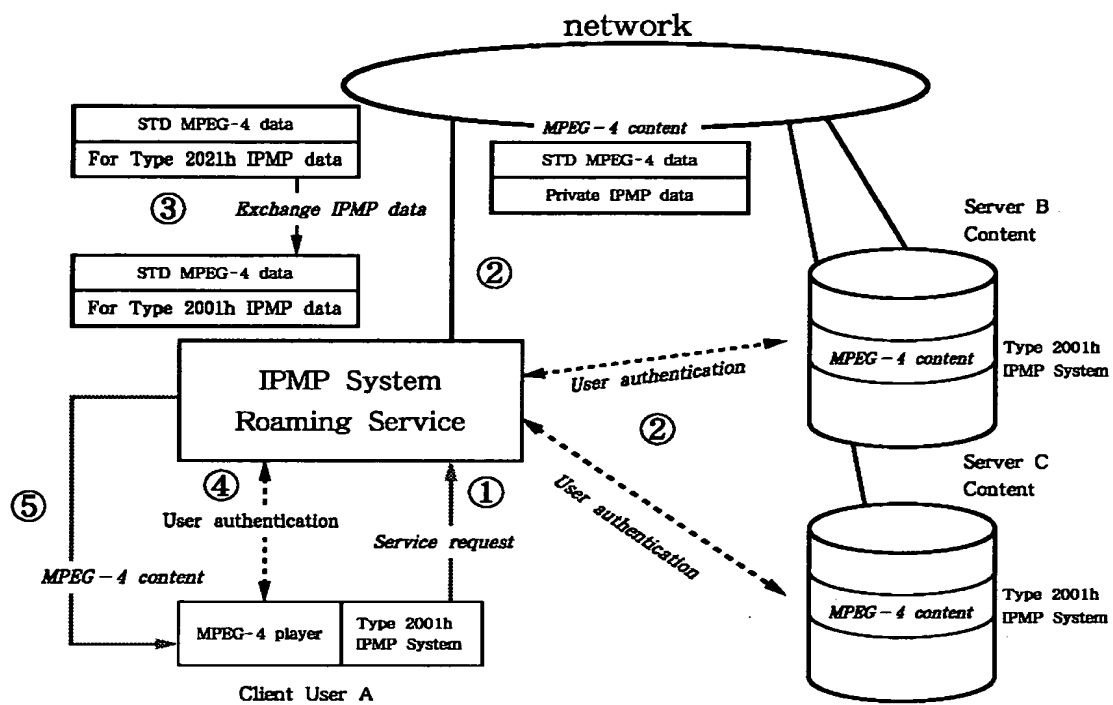 network
STD MPEG-4 data
For Type 2021h IPMP data
③
Exchange IPMP data
STD MPEG-4 data
For Type 2001h IPMP data
MPEG-4 content
STD MPEG-4 data
Private IPMP data
②
Server B
Content
MPEG-4 content
Type 2001h
IPMP System
IPMP System
Roaming Service
User authentication
②
User authentication
Server C
Content
MPEG-4 content
Type 2001h
IPMP System
④
User authentication
①
Service request
⑤
MPEG-4 content
MPEG-4 player
Type 2001h
IPMP System
Client User A